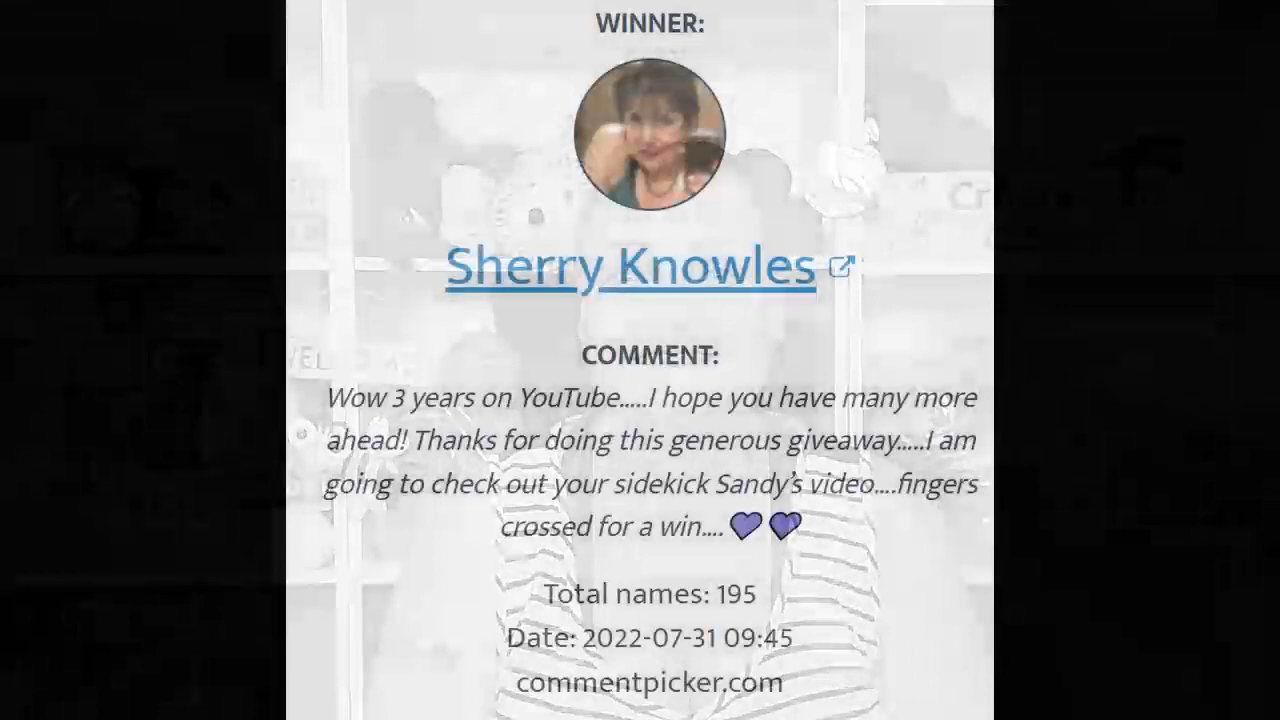 WINNER:
Sherry Knowles
COMMENT:
Wow 3 years on YouTube.....I hope you have many more
ahead! Thanks for doing this generous giveaway.....I am
going to check out your sidekick Sandy's video....fingers
crossed for a win.... 💜 💜
Total names: 195
Date: 2022-07-31 09:45
commentpicker.com